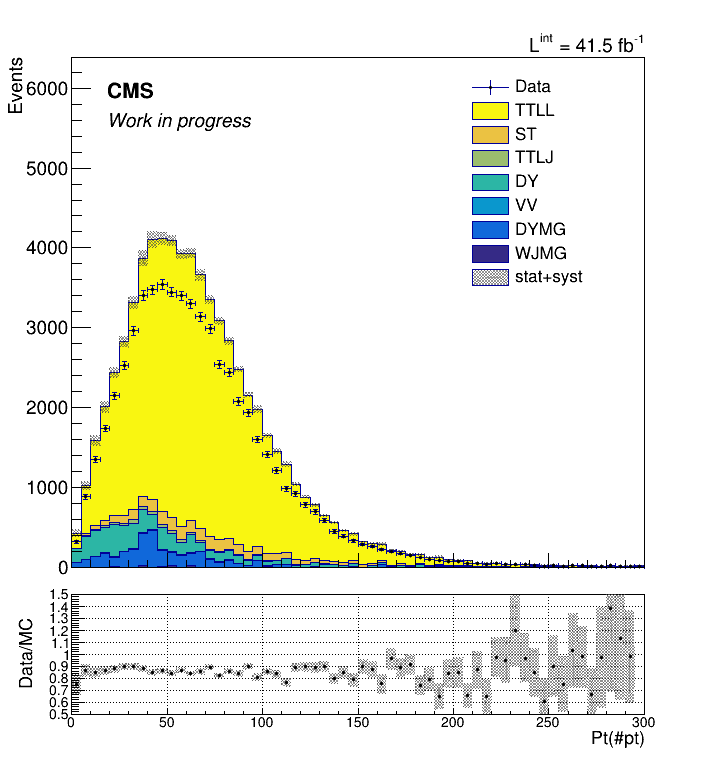 L^int = 41.5 fb^-1
Events
6000
5000
4000
3000
2000
1000
0
CMS
Work in progress
Data
TTLL
ST
TTLJ
DY
VV
DYMG
WJMG
stat+syst
Data/MC
1.5
1.3
1.2
1.1
1
0.9
0.8
0.7
0.6
0.5
0 50 100 150 200 250 300
Pt(#pt)